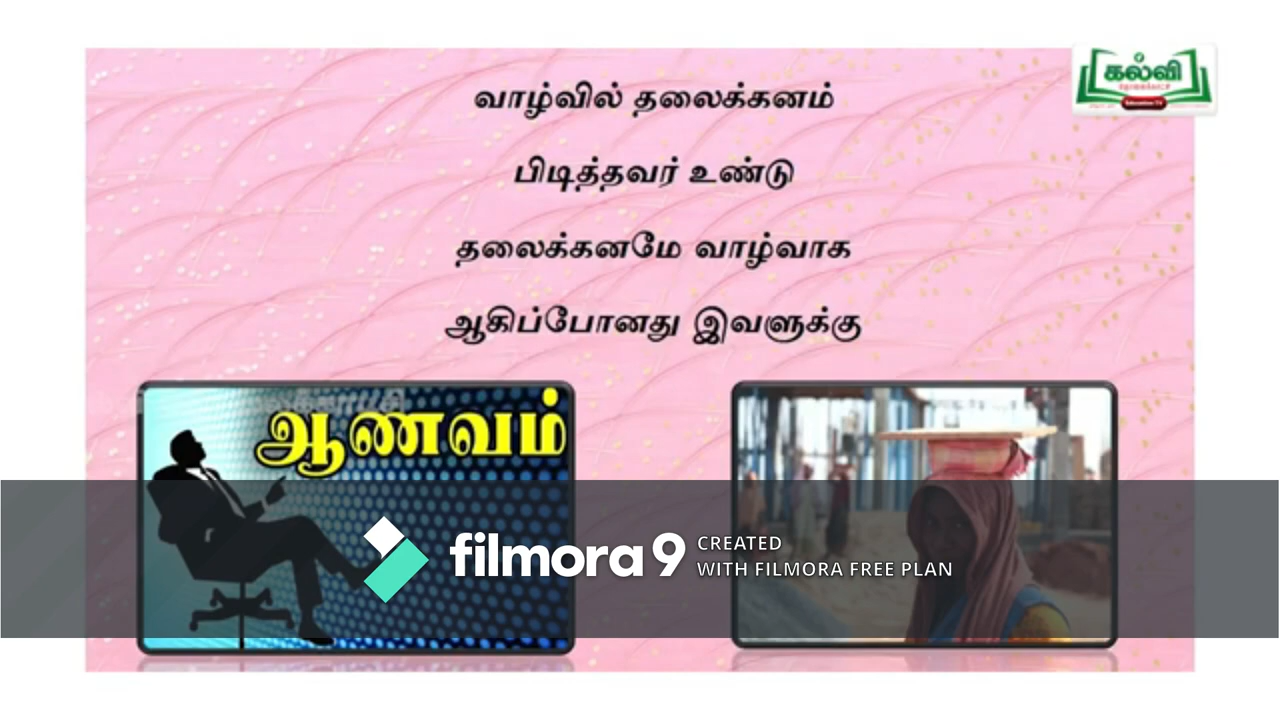 கல்வி
வாழ்வில் தலைக்கனம்
பிடித்தவர் உண்டு
தலைக்கனமே வாழ்வாக
ஆகிப்போனது இவளுக்கு
ஆணவம்
filmora 9 CREATED
WITH FILMORA FREE PLAN